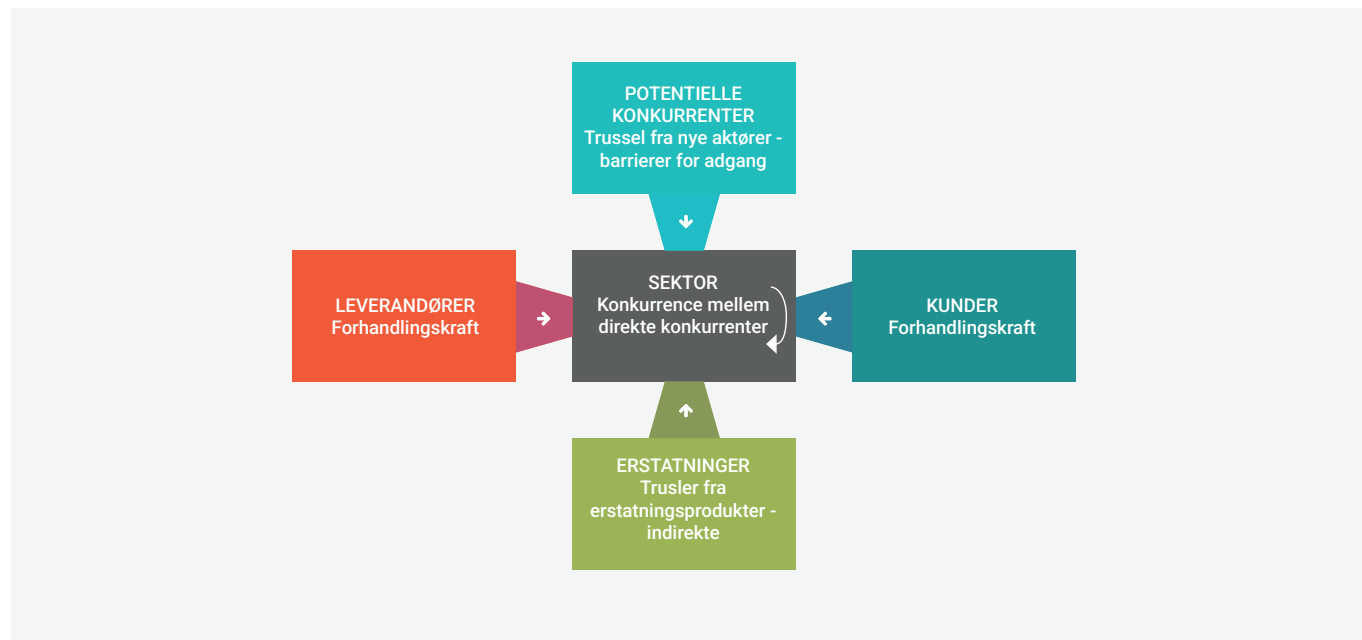 POTENTIELLE
KONKURRENTER
Trussel fra nye aktører -
barrierer for adgang
LEVERANDØRER
Forhandlingskraft
SEKTOR
Konkurrence mellem
direkte konkurrenter
KUNDER
Forhandlingskraft
ERSTATNINGER
Trusler fra
erstatningsprodukter -
indirekte